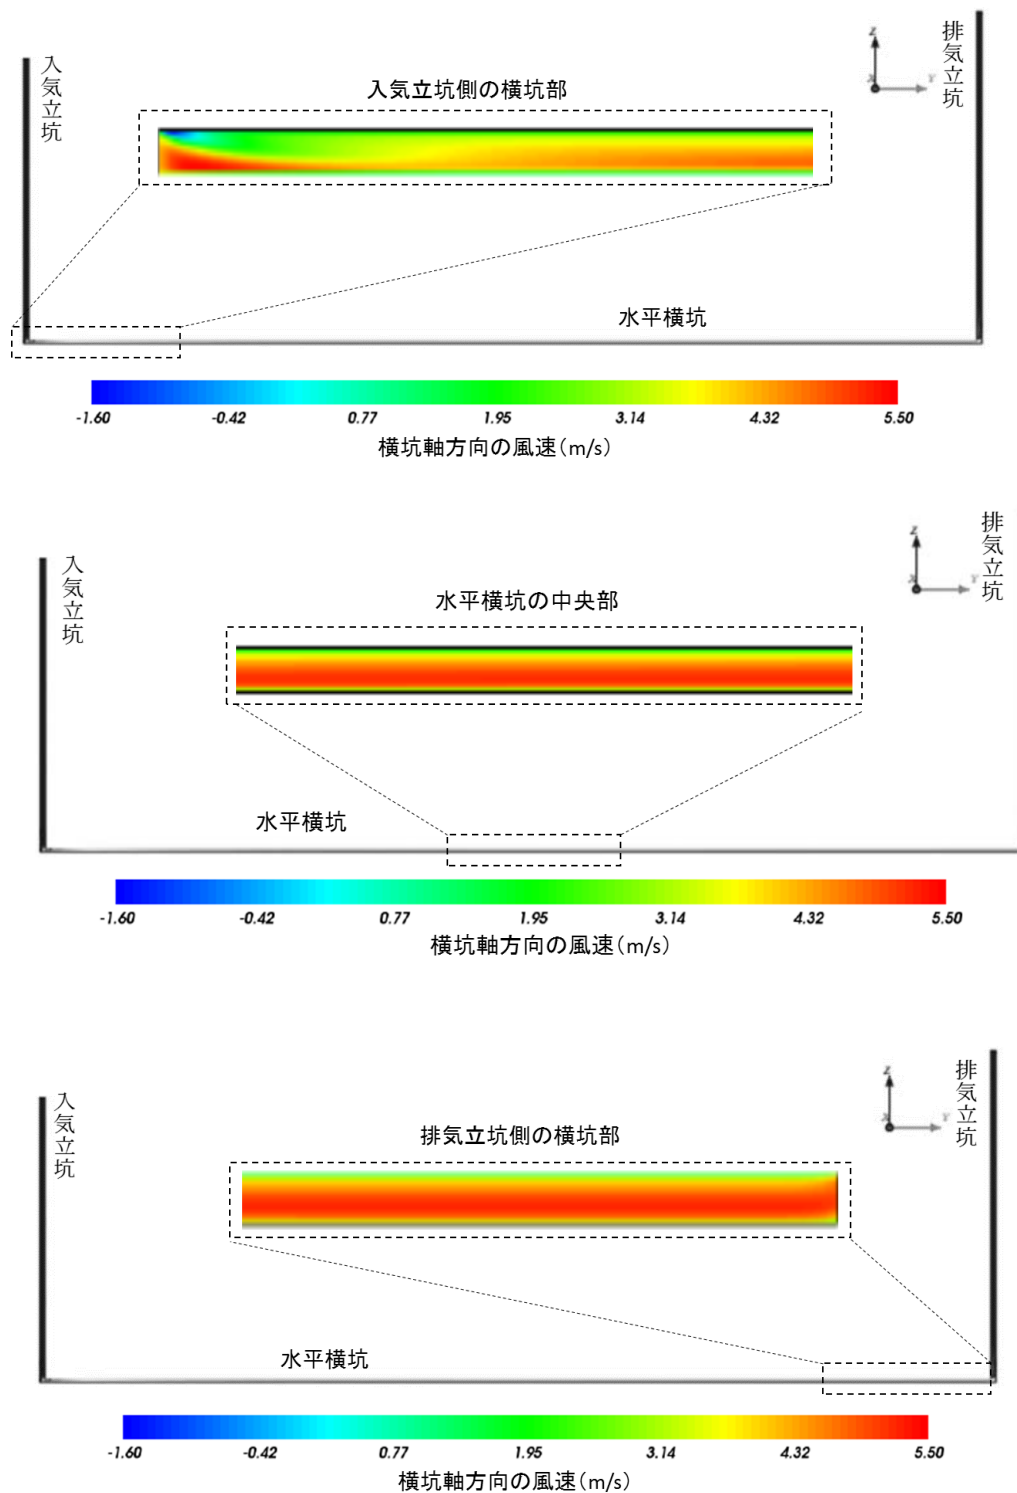 入気立坑
排気立坑
Z
X
Y
入気立坑側の横坑部
水平横坑
-1.60 -0.42 0.77 1.95 3.14 4.32 5.50
横坑軸方向の風速(m/s)
入気立坑
排気立坑
Z
X
Y
水平横坑の中央部
水平横坑
-1.60 -0.42 0.77 1.95 3.14 4.32 5.50
横坑軸方向の風速(m/s)
入気立坑
排気立坑
Z
X
Y
排気立坑側の横坑部
水平横坑
-1.60 -0.42 0.77 1.95 3.14 4.32 5.50
横坑軸方向の風速(m/s)